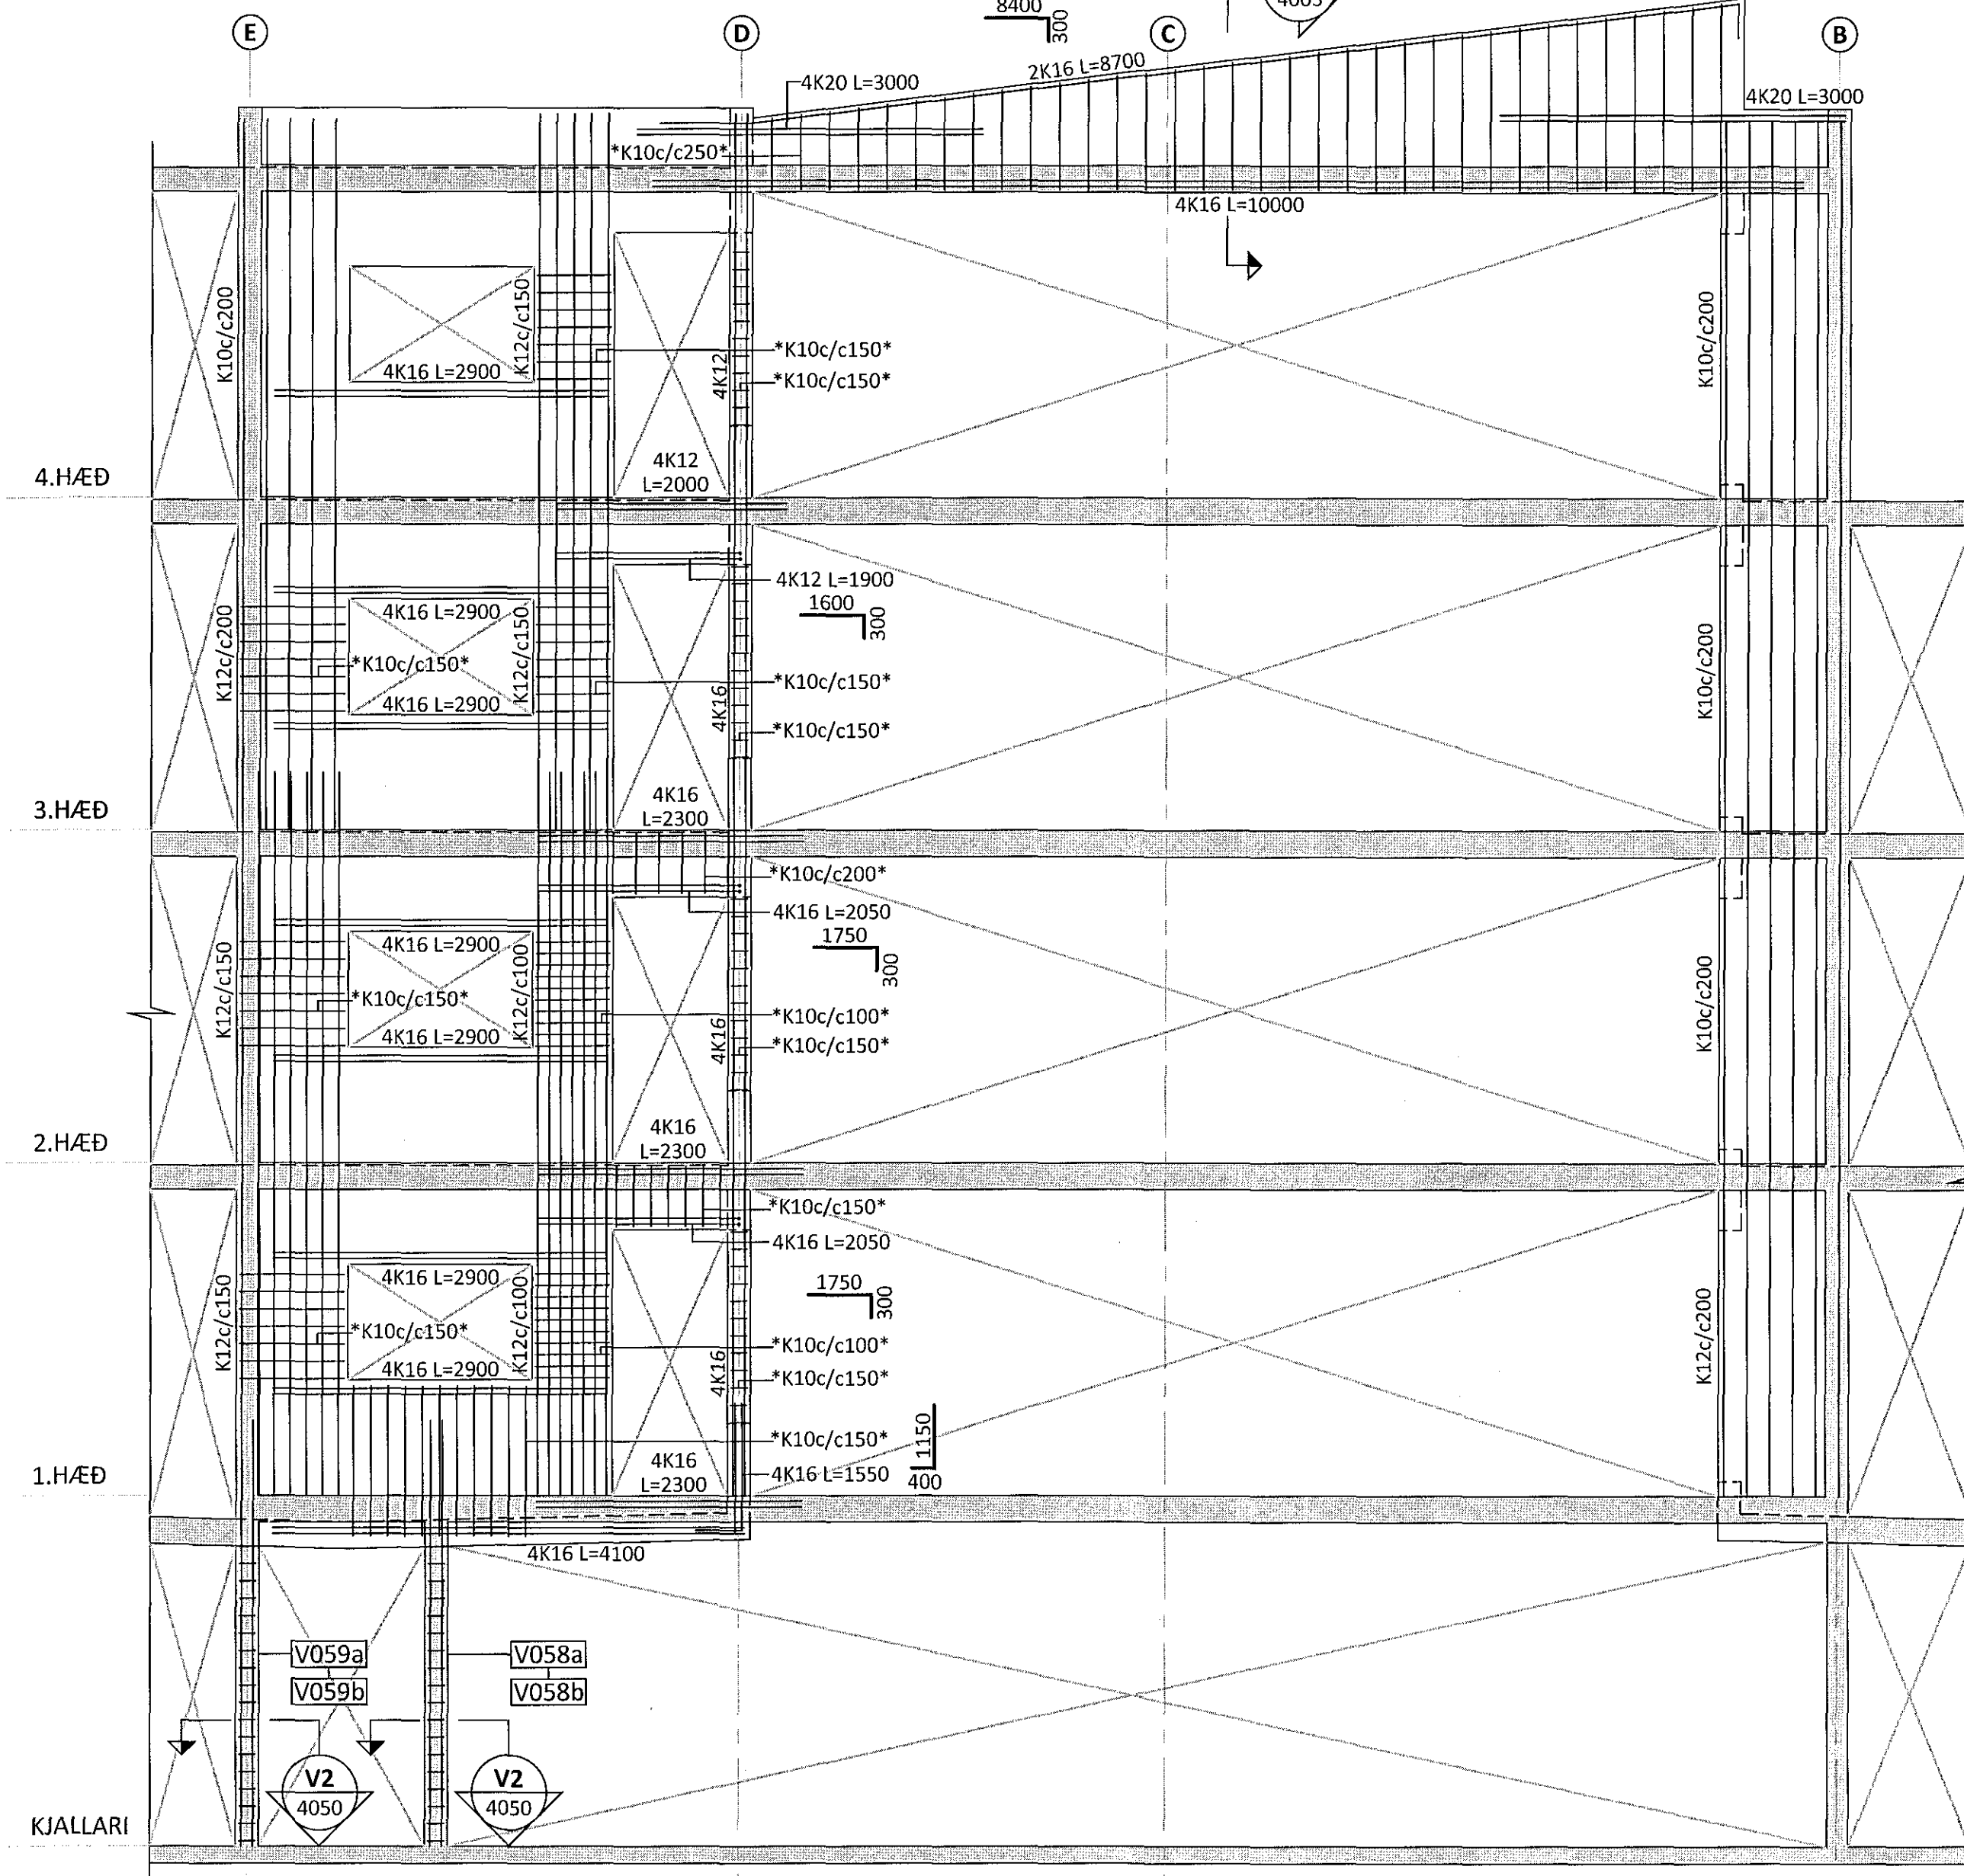 8400
300
4003
E
D
C
B
4K20 L=3000
2K16 L=8700
4K20 L=3000
*K10c/c250*
4K16 L=10000
K10c/c200
K12c/c150
4K16 L=2900
4K12
*K10c/c150*
*K10c/c150*
K10c/c200
4K12
L=2000
4.HÆÐ
4K12 L=1900
1600
300
K12c/c200
4K16 L=2900
K12c/c150
*K10c/c150*
4K16 L=2900
4K16
*K10c/c150*
*K10c/c150*
K10c/c200
4K16
L=2300
3.HÆÐ
*K10c/c200*
4K16 L=2050
1750
300
K12c/c150
4K16 L=2900
K12c/c100
*K10c/c150*
4K16 L=2900
4K16
*K10c/c100*
*K10c/c150*
K10c/c200
4K16
L=2300
2.HÆÐ
*K10c/c150*
4K16 L=2050
1750
300
K12c/c150
4K16 L=2900
K12c/c100
*K10c/c150*
4K16 L=2900
4K16
*K10c/c100*
*K10c/c150*
K12c/c200
*K10c/c150*
1150
400
4K16
L=2300
4K16 L=1550
1.HÆÐ
4K16 L=4100
V059a
V059b
V058a
V058b
V2
4050
V2
4050
KJALLARI